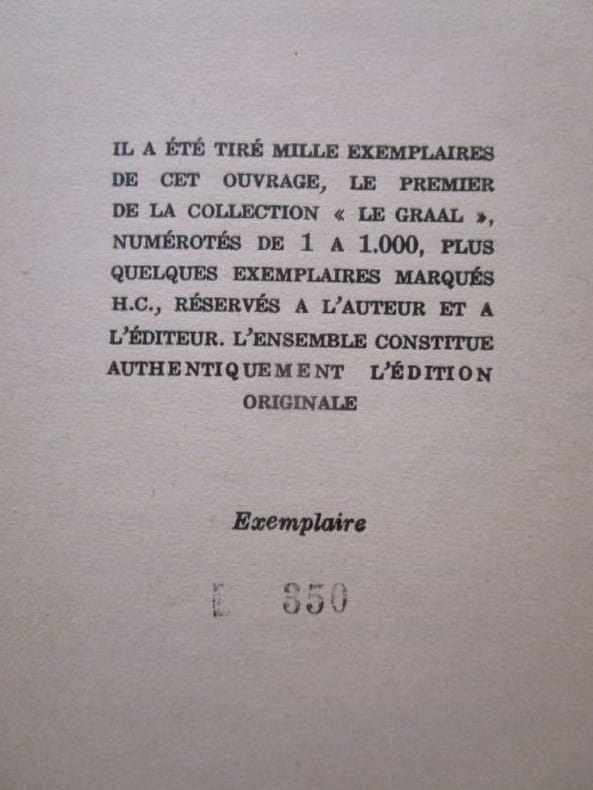 IL A ÉTÉ TIRÉ MILLE EXEMPLAIRES
DE CET OUVRAGE, LE PREMIER
DE LA COLLECTION « LE GRAAL »,
NUMÉROTÉS DE 1 A 1.000, PLUS
QUELQUES EXEMPLAIRES MARQUÉS
H.C., RÉSERVÉS A L'AUTEUR ET A
L'ÉDITEUR. L'ENSEMBLE CONSTITUE
AUTHENTIQUEMENT L'ÉDITION
ORIGINALE
Exemplaire
350